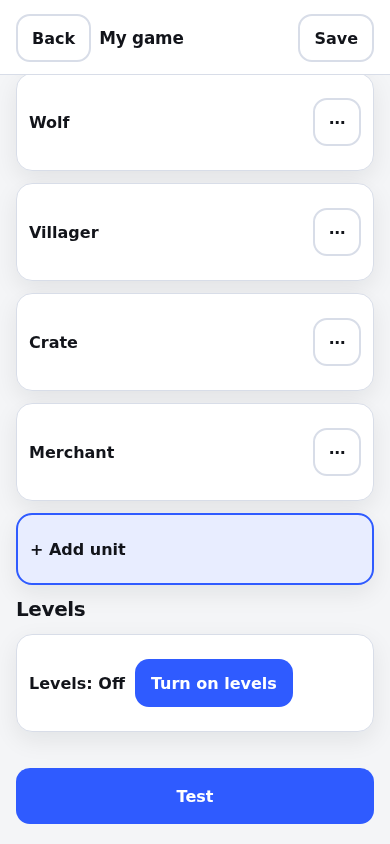 Back My game Save
Wolf ...
Villager ...
Crate ...
Merchant ...
+ Add unit
Levels
Levels: Off Turn on levels
Test